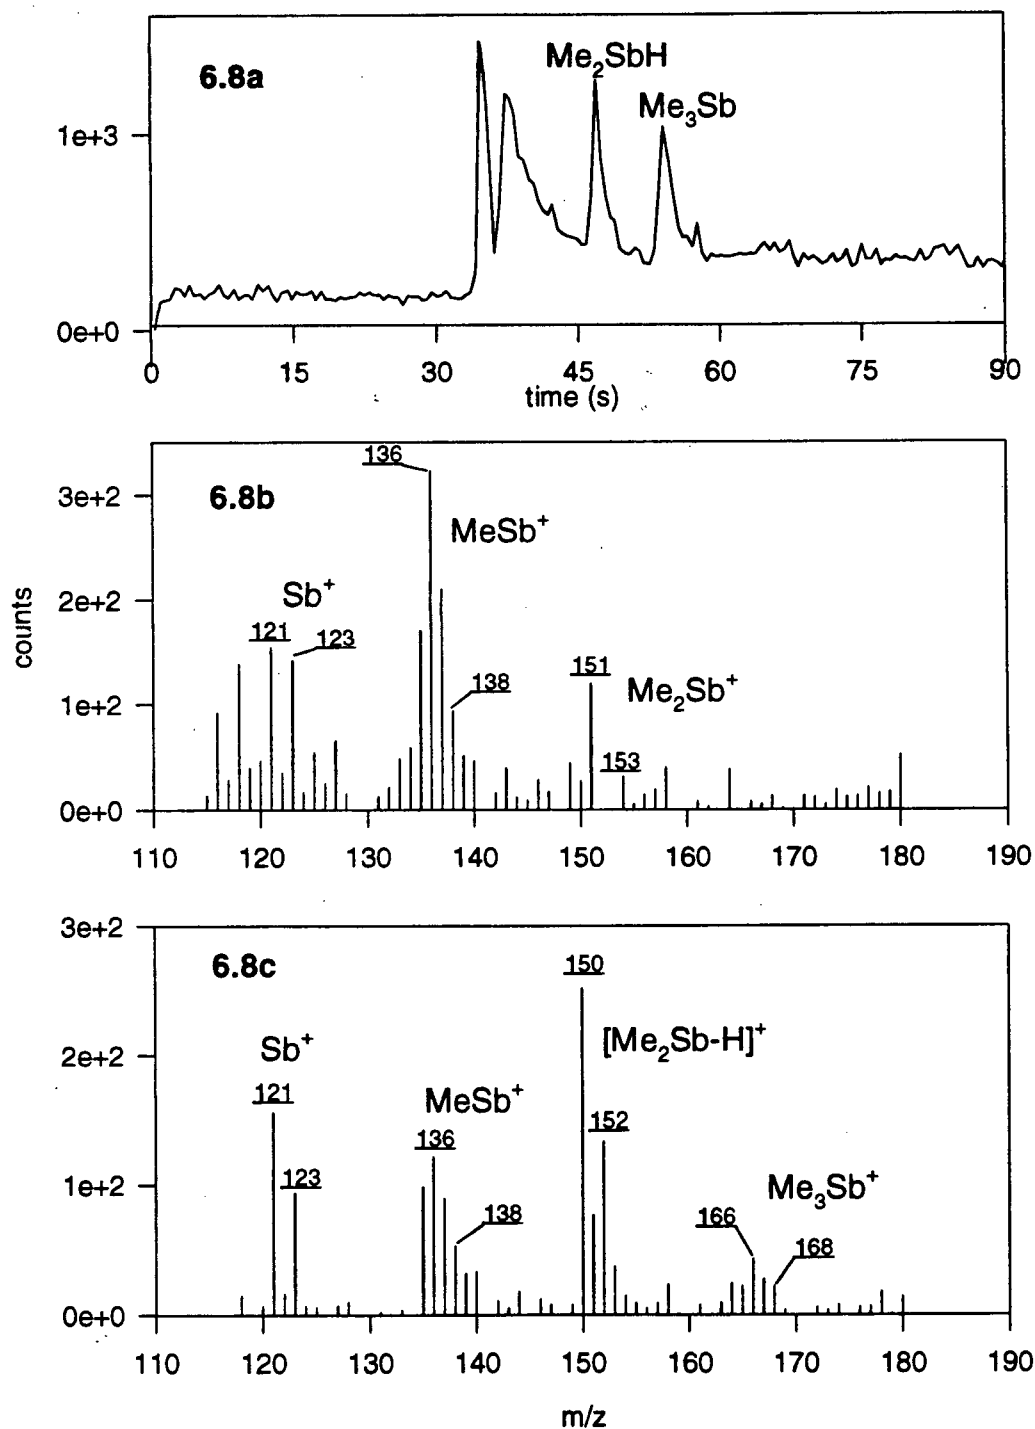 6.8a
Me₂SbH
Me₃Sb
1e+3
0e+0
0 15 30 45 60 75 90
time (s)
6.8b
136
MeSb⁺
Sb⁺
121
123
138
151
Me₂Sb⁺
153
3e+2
2e+2
1e+2
0e+0
110 120 130 140 150 160 170 180 190
counts
6.8c
150
[Me₂Sb-H]⁺
Sb⁺
121
123
MeSb⁺
136
138
152
Me₃Sb⁺
166
168
3e+2
2e+2
1e+2
0e+0
110 120 130 140 150 160 170 180 190
m/z